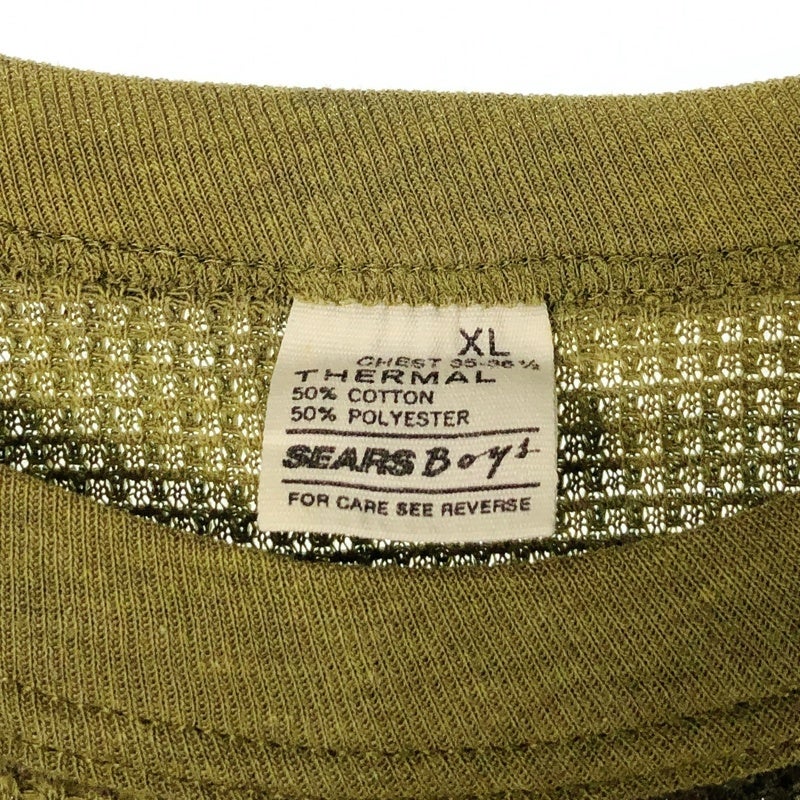 XL
CHEST 35-36 ½
THERMAL
50% COTTON
50% POLYESTER
SEARS Boys
FOR CARE SEE REVERSE